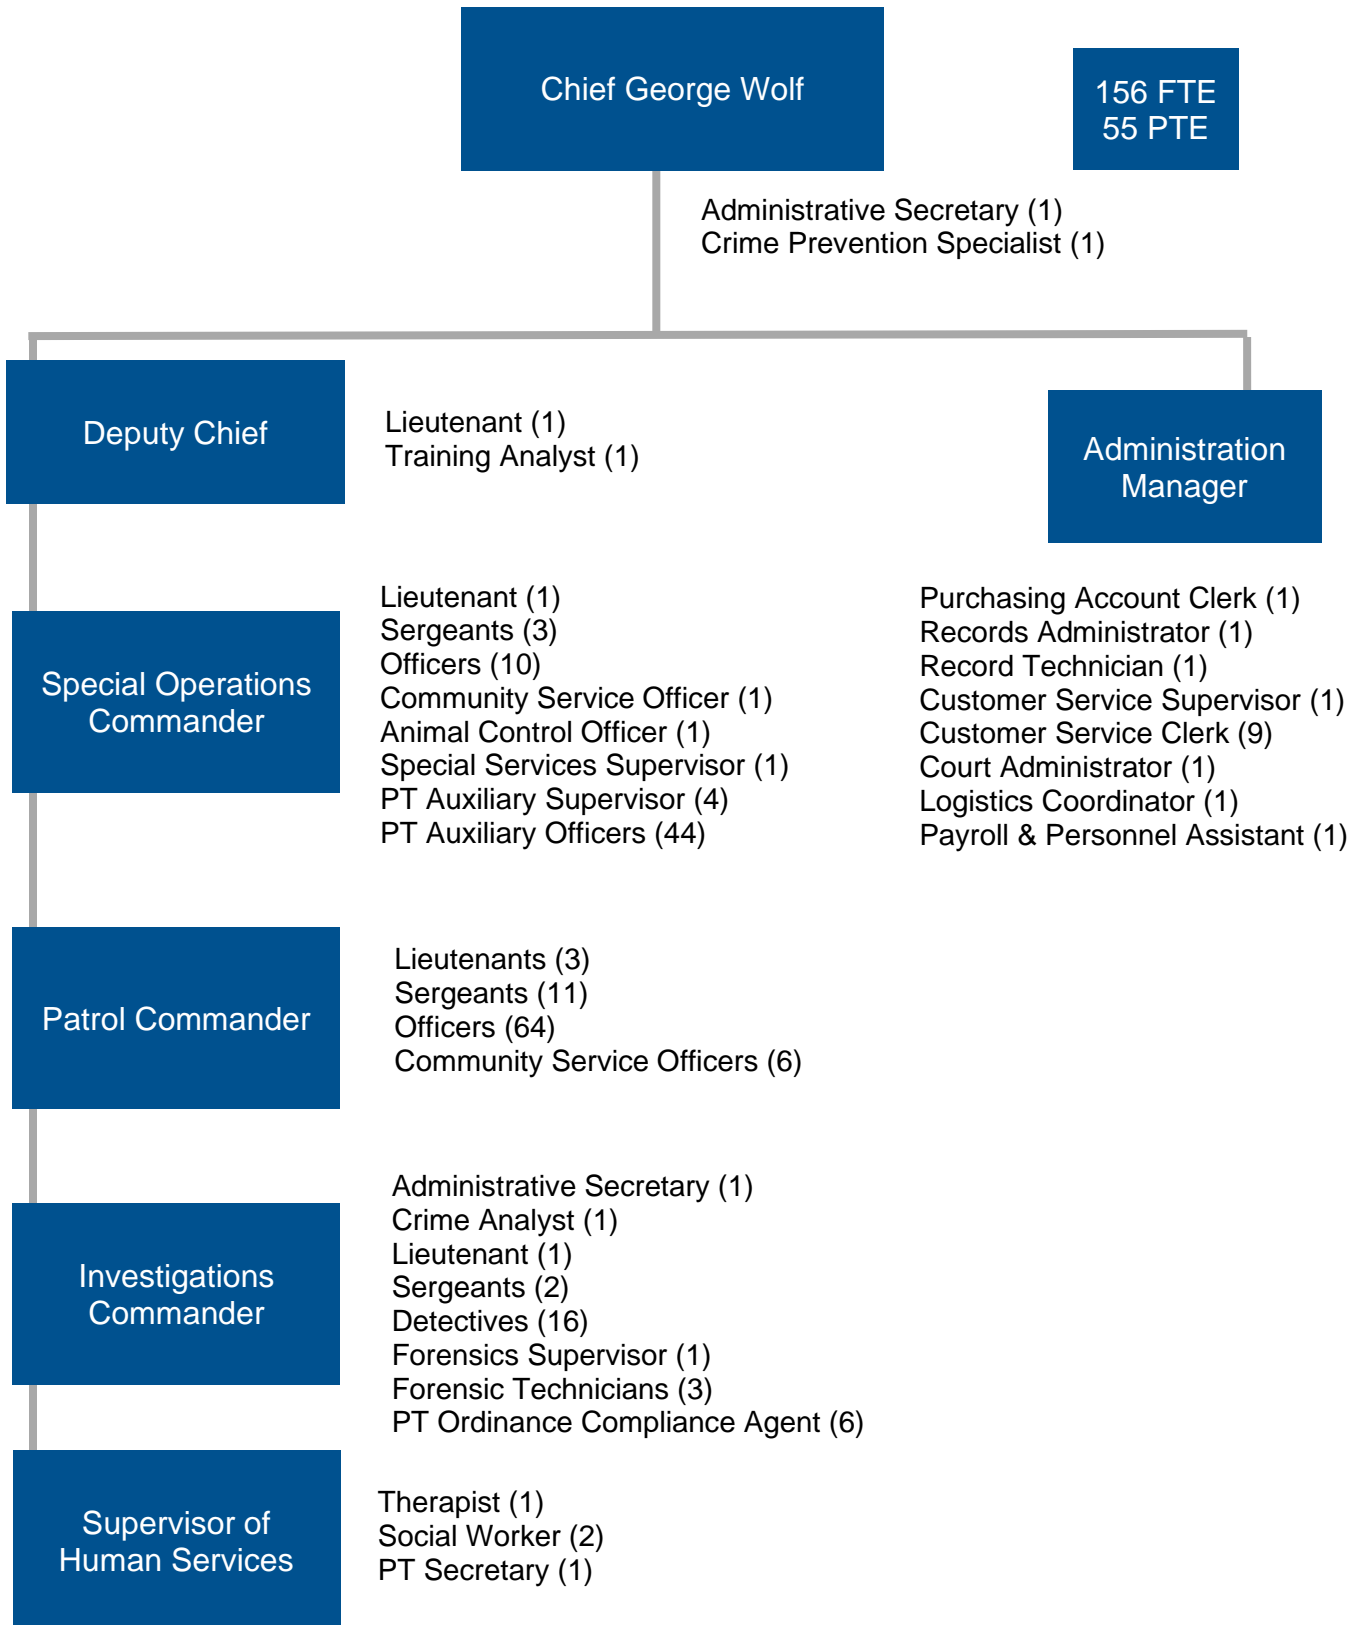 Chief George Wolf
156 FTE
55 PTE
Administrative Secretary (1)
Crime Prevention Specialist (1)
Deputy Chief
Lieutenant (1)
Training Analyst (1)
Administration
Manager
Special Operations
Commander
Lieutenant (1)
Sergeants (3)
Officers (10)
Community Service Officer (1)
Animal Control Officer (1)
Special Services Supervisor (1)
PT Auxiliary Supervisor (4)
PT Auxiliary Officers (44)
Purchasing Account Clerk (1)
Records Administrator (1)
Record Technician (1)
Customer Service Supervisor (1)
Customer Service Clerk (9)
Court Administrator (1)
Logistics Coordinator (1)
Payroll & Personnel Assistant (1)
Patrol Commander
Lieutenants (3)
Sergeants (11)
Officers (64)
Community Service Officers (6)
Investigations
Commander
Administrative Secretary (1)
Crime Analyst (1)
Lieutenant (1)
Sergeants (2)
Detectives (16)
Forensics Supervisor (1)
Forensic Technicians (3)
PT Ordinance Compliance Agent (6)
Supervisor of
Human Services
Therapist (1)
Social Worker (2)
PT Secretary (1)